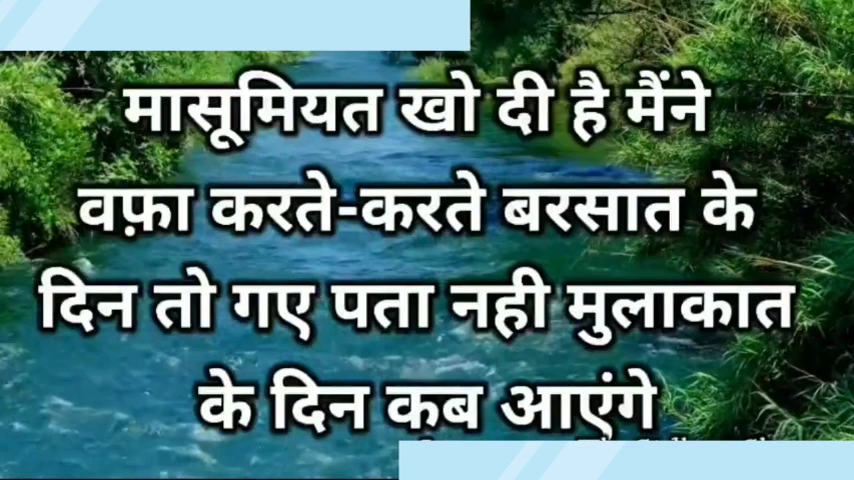 मासूमियत खो दी है मैंने
वफ़ा करते-करते बरसात के
दिन तो गए पता नही मुलाकात
के दिन कब आएंगे